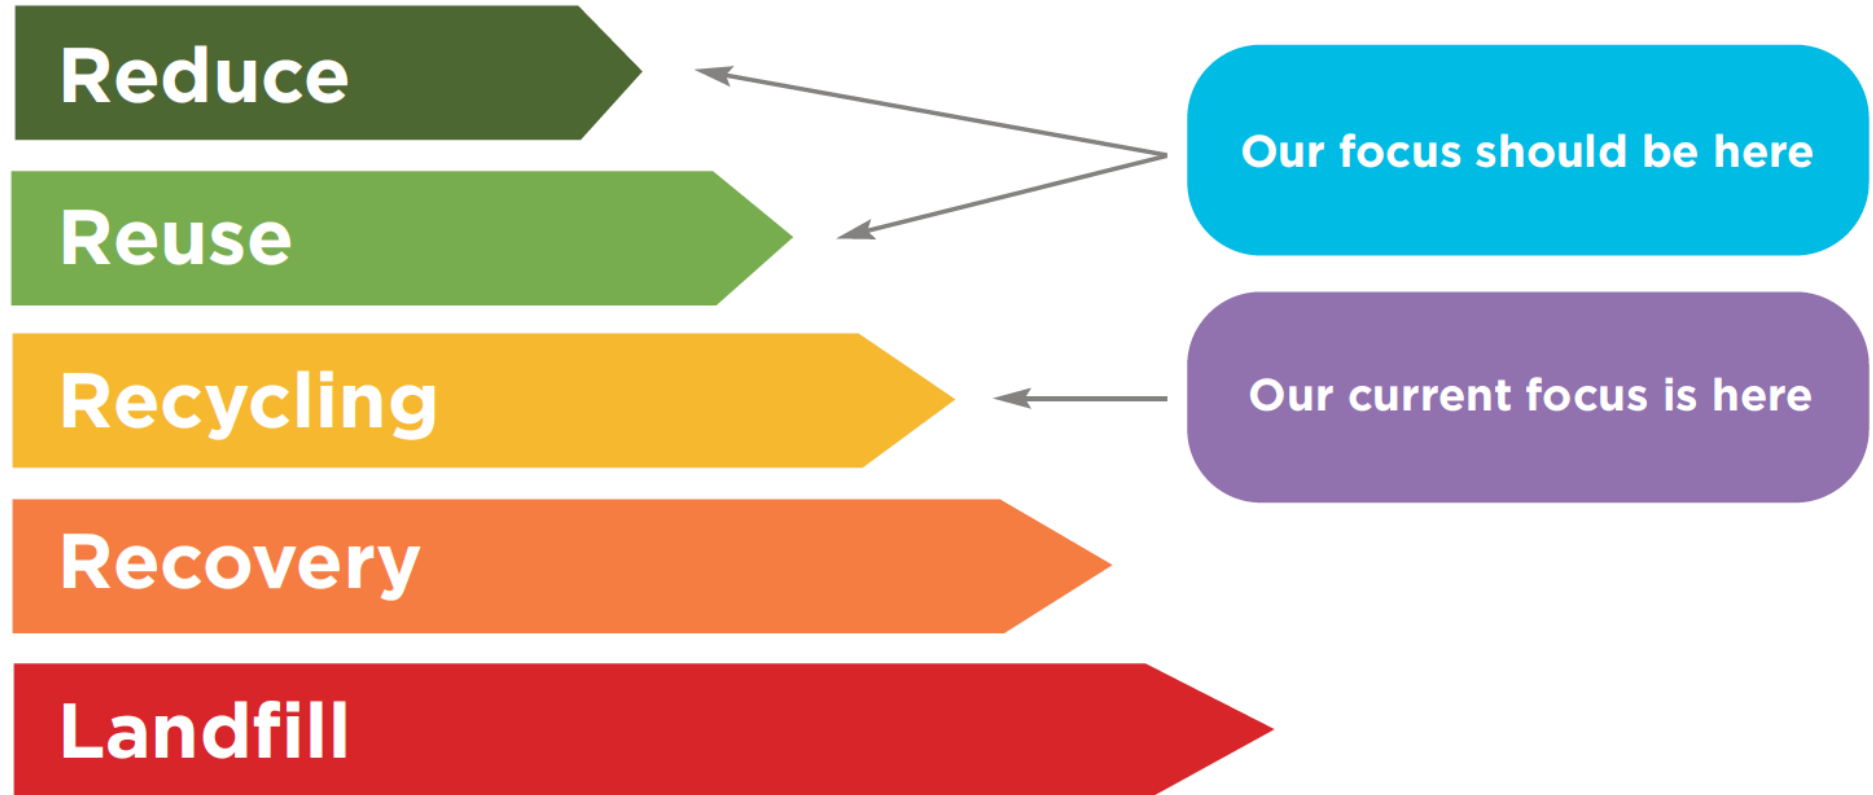 Reduce
Our focus should be here
Reuse
Recycling
Our current focus is here
Recovery
Landfill